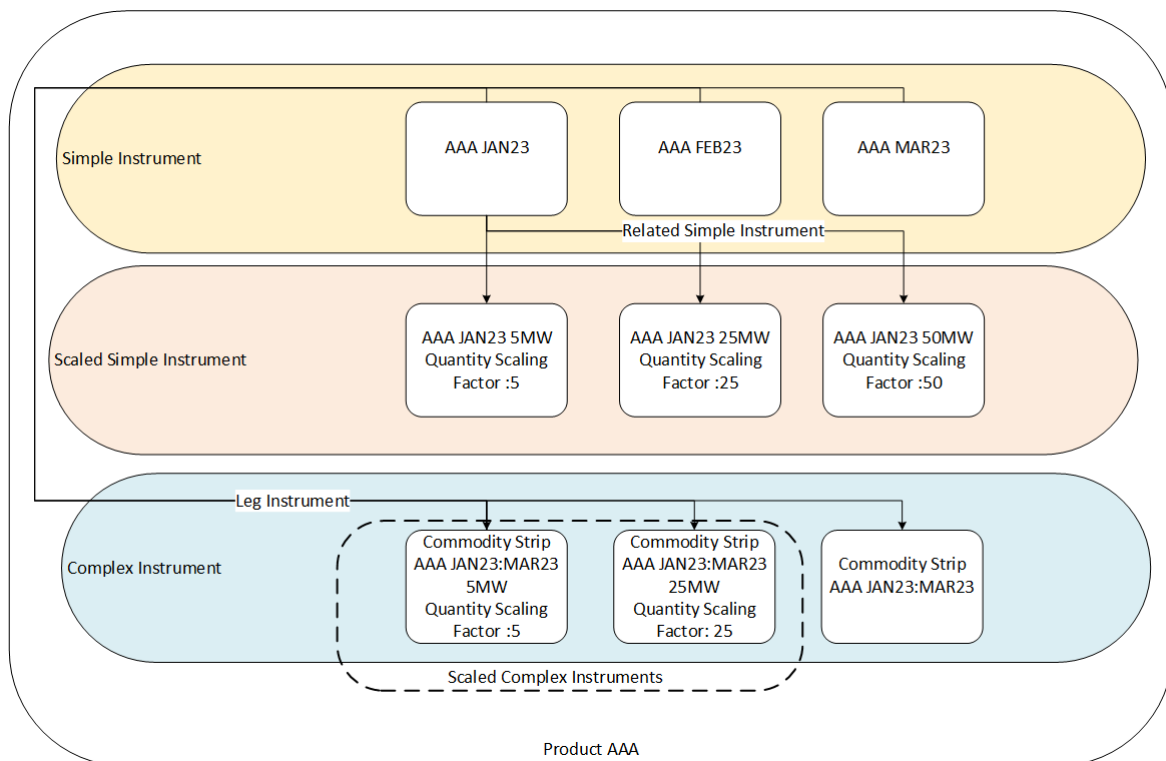 AAA JAN23
AAA FEB23
AAA MAR23
Simple Instrument
Related Simple Instrument
AAA JAN23 5MW
Quantity Scaling
Factor :5
AAA JAN23 25MW
Quantity Scaling
Factor :25
AAA JAN23 50MW
Quantity Scaling
Factor :50
Scaled Simple Instrument
Leg Instrument
Complex Instrument
Commodity Strip
AAA JAN23:MAR23
5MW
Quantity Scaling
Factor :5
Commodity Strip
AAA JAN23:MAR23
25MW
Quantity Scaling
Factor: 25
Commodity Strip
AAA JAN23:MAR23
Scaled Complex Instruments
Product AAA